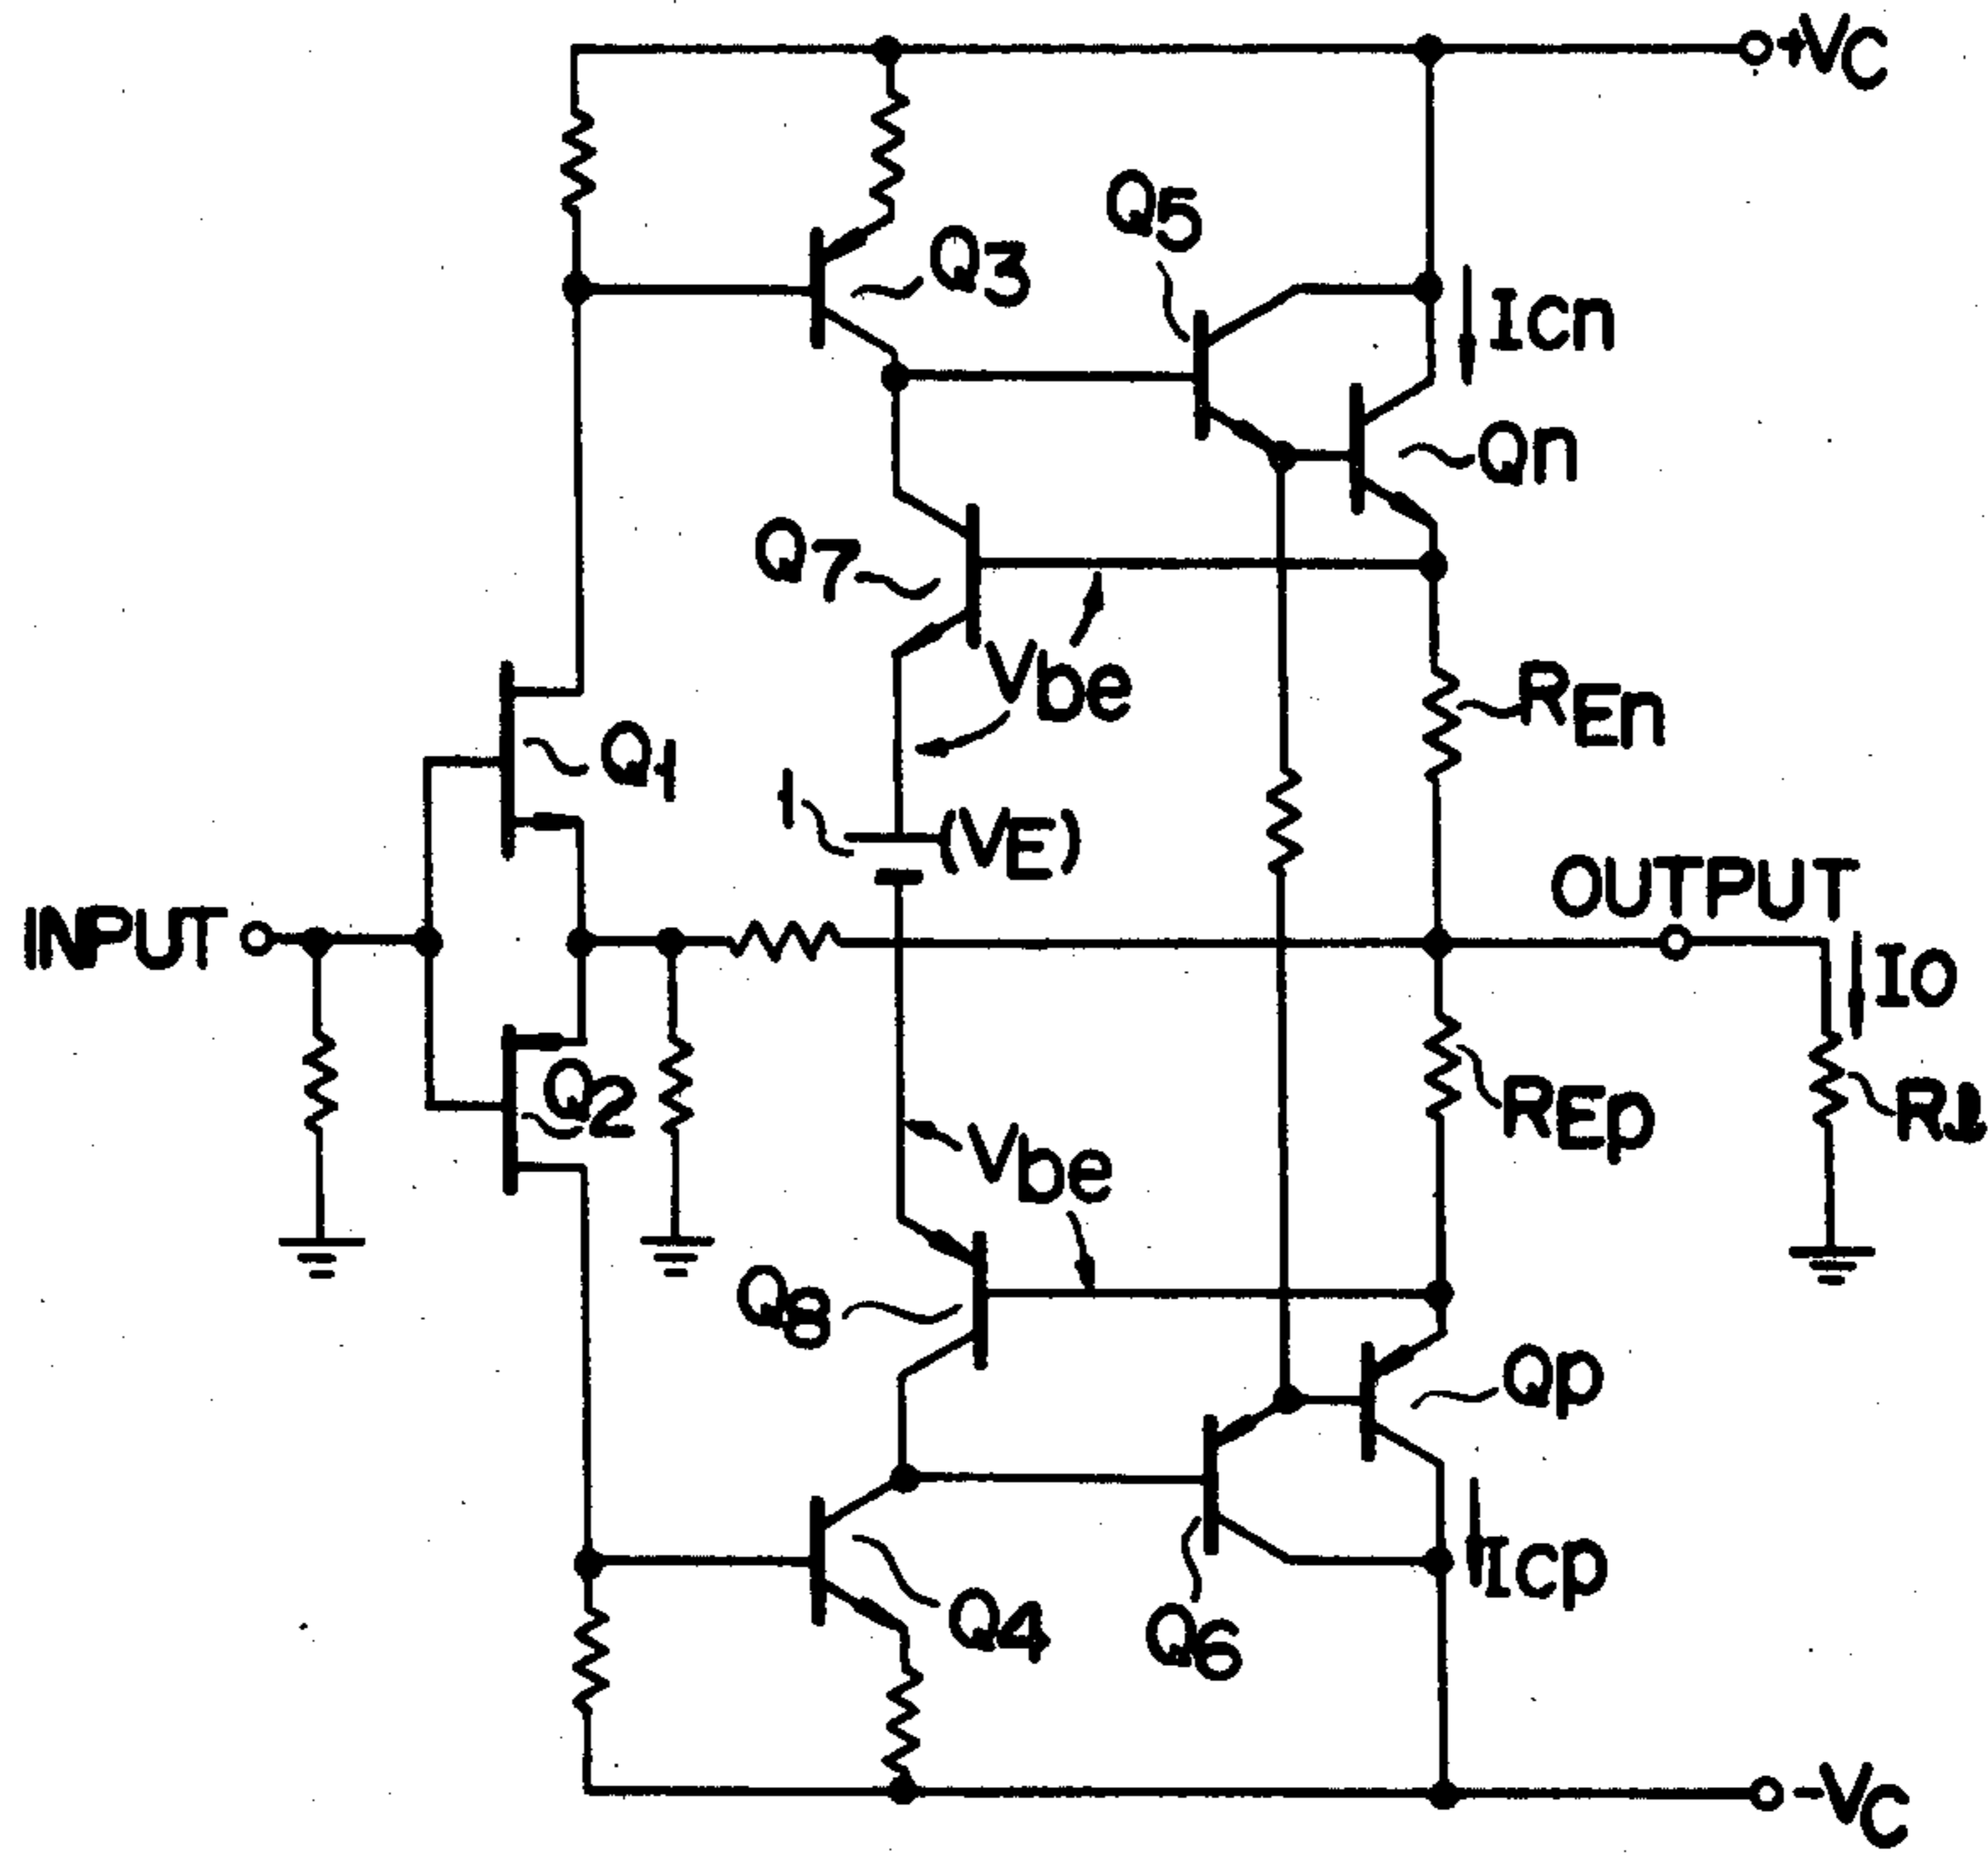 +VC
Q5
Q3
Icn
Qn
Q7
Vbe
REn
Q1
1
(VE)
OUTPUT
INPUT
IO
Q2
REp
Rl
Vbe
Q8
Qp
Icp
Q4
Q6
-VC